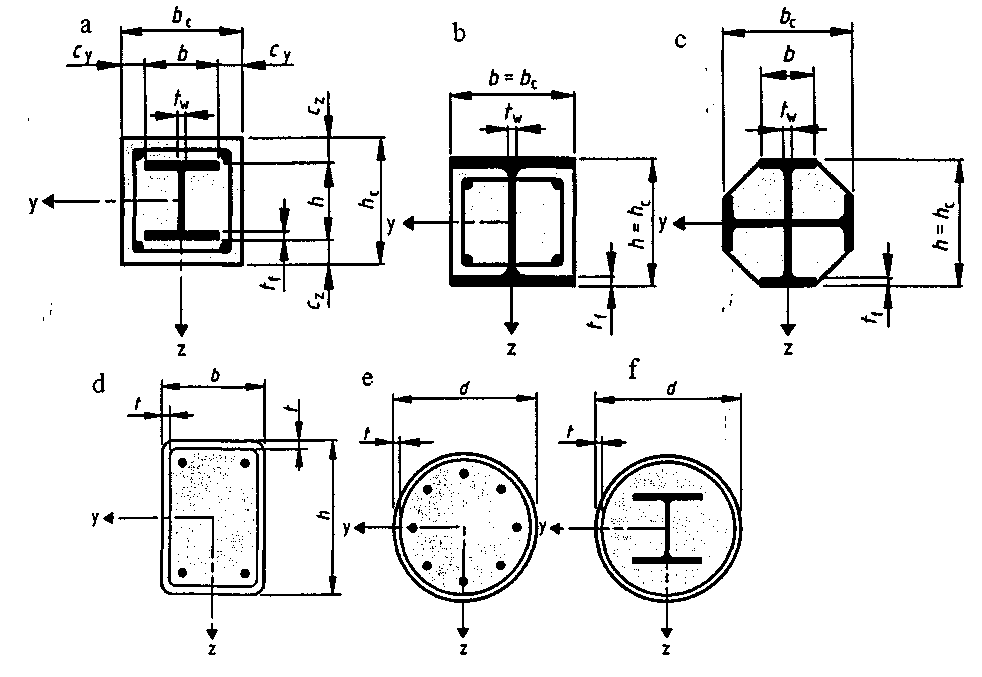 a
b_c
c_y b c_y
t_w
c_z
h
h_c
t_f
c_z
y
z
b
b = b_c
t_w
h = h_c
t_f
y
z
c
b_c
b
t_w
h = h_c
t_f
y
z
d
b
t
t
h
y
z
e
d
t
y
z
f
d
t
y
z